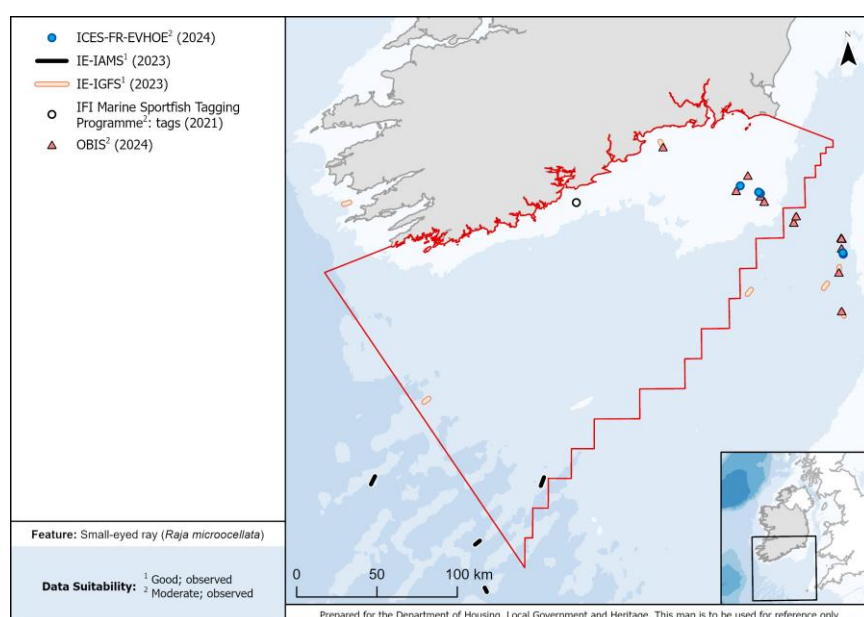 ICES-FR-EVHOE² (2024)
IE-IAMS¹ (2023)
IE-IGFS¹ (2023)
IFI Marine Sportfish Tagging
Programme²: tags (2021)
OBIS² (2024)
N
0 50 100 km
Feature: Small-eyed ray (Raja microocellata)
Data Suitability: ¹ Good; observed
² Moderate; observed
Prepared for the Department of Housing, Local Government and Heritage. This map is to be used for reference only